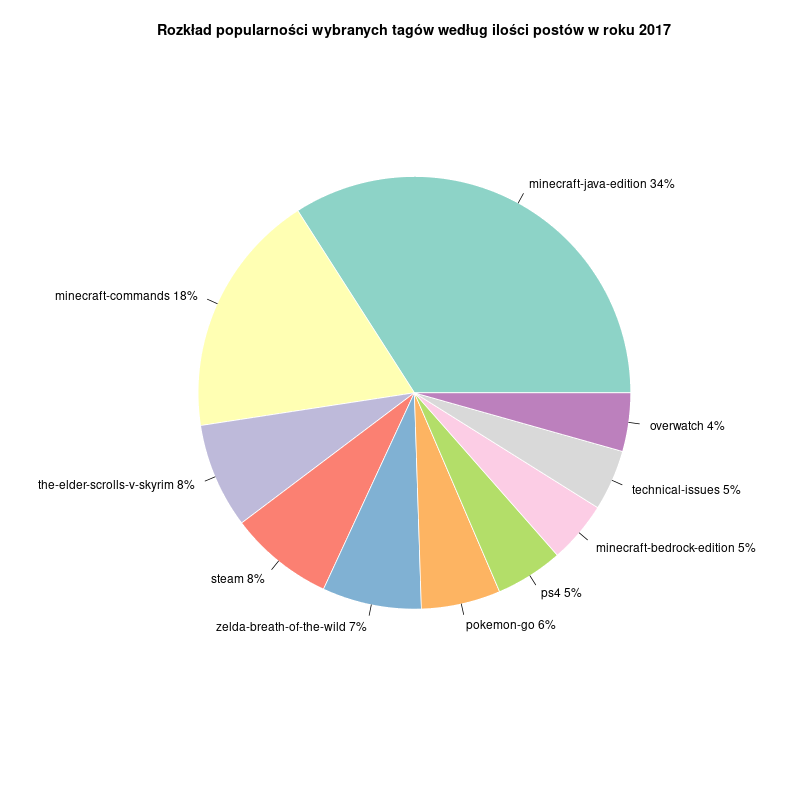 Rozkład popularności wybranych tagów według ilości postów w roku 2017
minecraft-java-edition 34%
minecraft-commands 18%
the-elder-scrolls-v-skyrim 8%
steam 8%
zelda-breath-of-the-wild 7%
pokemon-go 6%
ps4 5%
minecraft-bedrock-edition 5%
technical-issues 5%
overwatch 4%